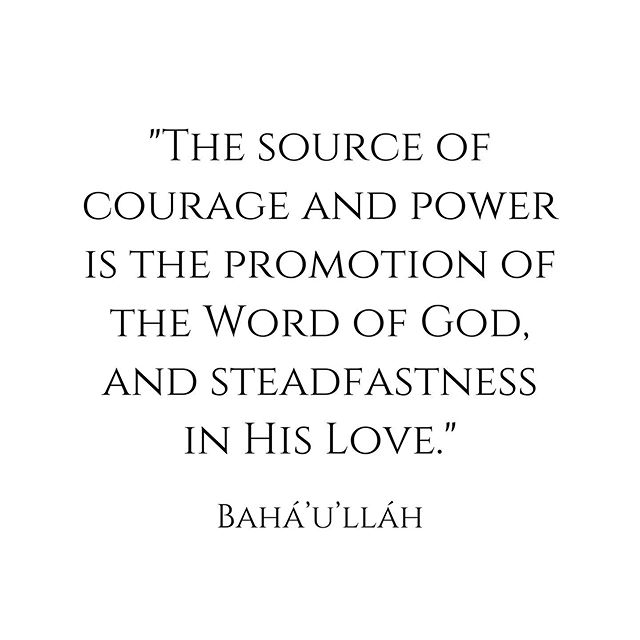 "The source of
courage and power
is the promotion of
the Word of God,
and steadfastness
in His Love."
Bahá'u'lláh